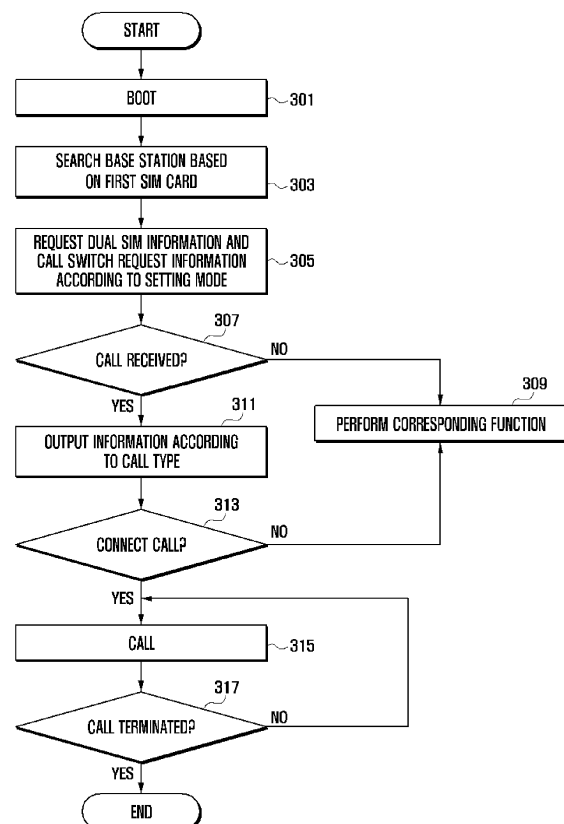 START
BOOT
301
SEARCH BASE STATION BASED
ON FIRST SIM CARD
303
REQUEST DUAL SIM INFORMATION AND
CALL SWITCH REQUEST INFORMATION
ACCORDING TO SETTING MODE
305
307
CALL RECEIVED?
NO
YES
309
PERFORM CORRESPONDING FUNCTION
311
OUTPUT INFORMATION ACCORDING
TO CALL TYPE
313
CONNECT CALL?
NO
YES
CALL
315
317
CALL TERMINATED?
NO
YES
END